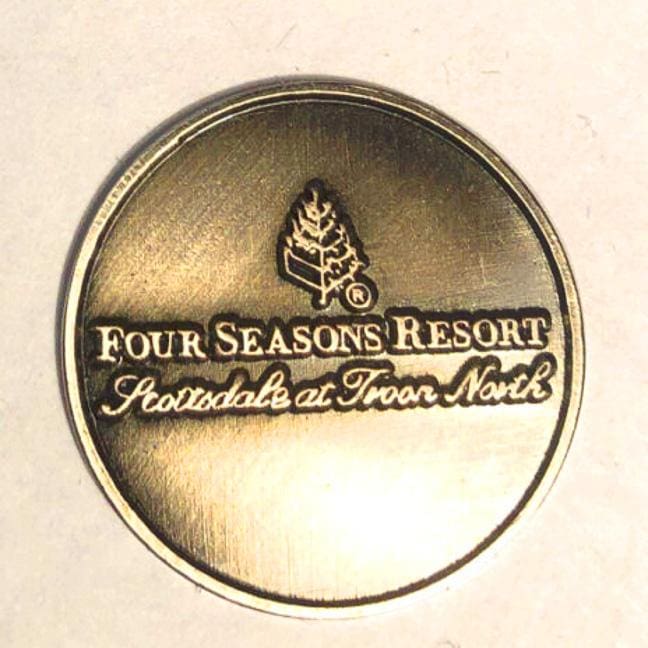 ®
FOUR SEASONS RESORT
Scottsdale at Troon North